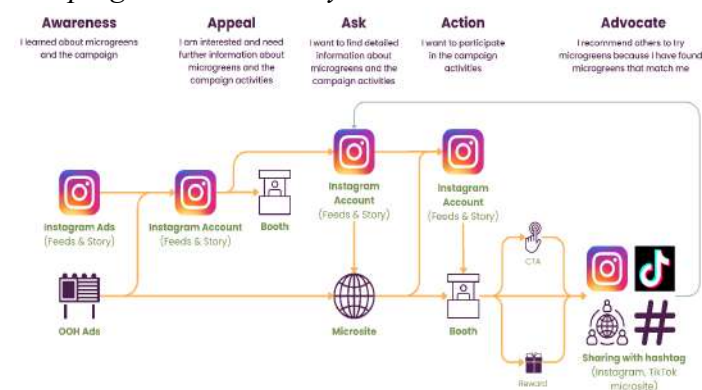 Awareness
I learned about microgreens
and the campaign
Appeal
I am interested and need
further information about
microgreens and the
campaign activities
Ask
I want to find detailed
information about
microgreens and the
campaign activities
Action
I want to participate
in the campaign
activities
Advocate
I recommend others to try
microgreens because I have found
microgreens that match me
Instagram Ads
(Feeds & Story)
Instagram Account
(Feeds & Story)
Booth
Instagram
Account
(Feeds & Story)
Instagram
Account
(Feeds & Story)
CTA
OOH Ads
Microsite
Booth
Reward
#
Sharing with hashtag
(Instagram, TikTok
microsite)